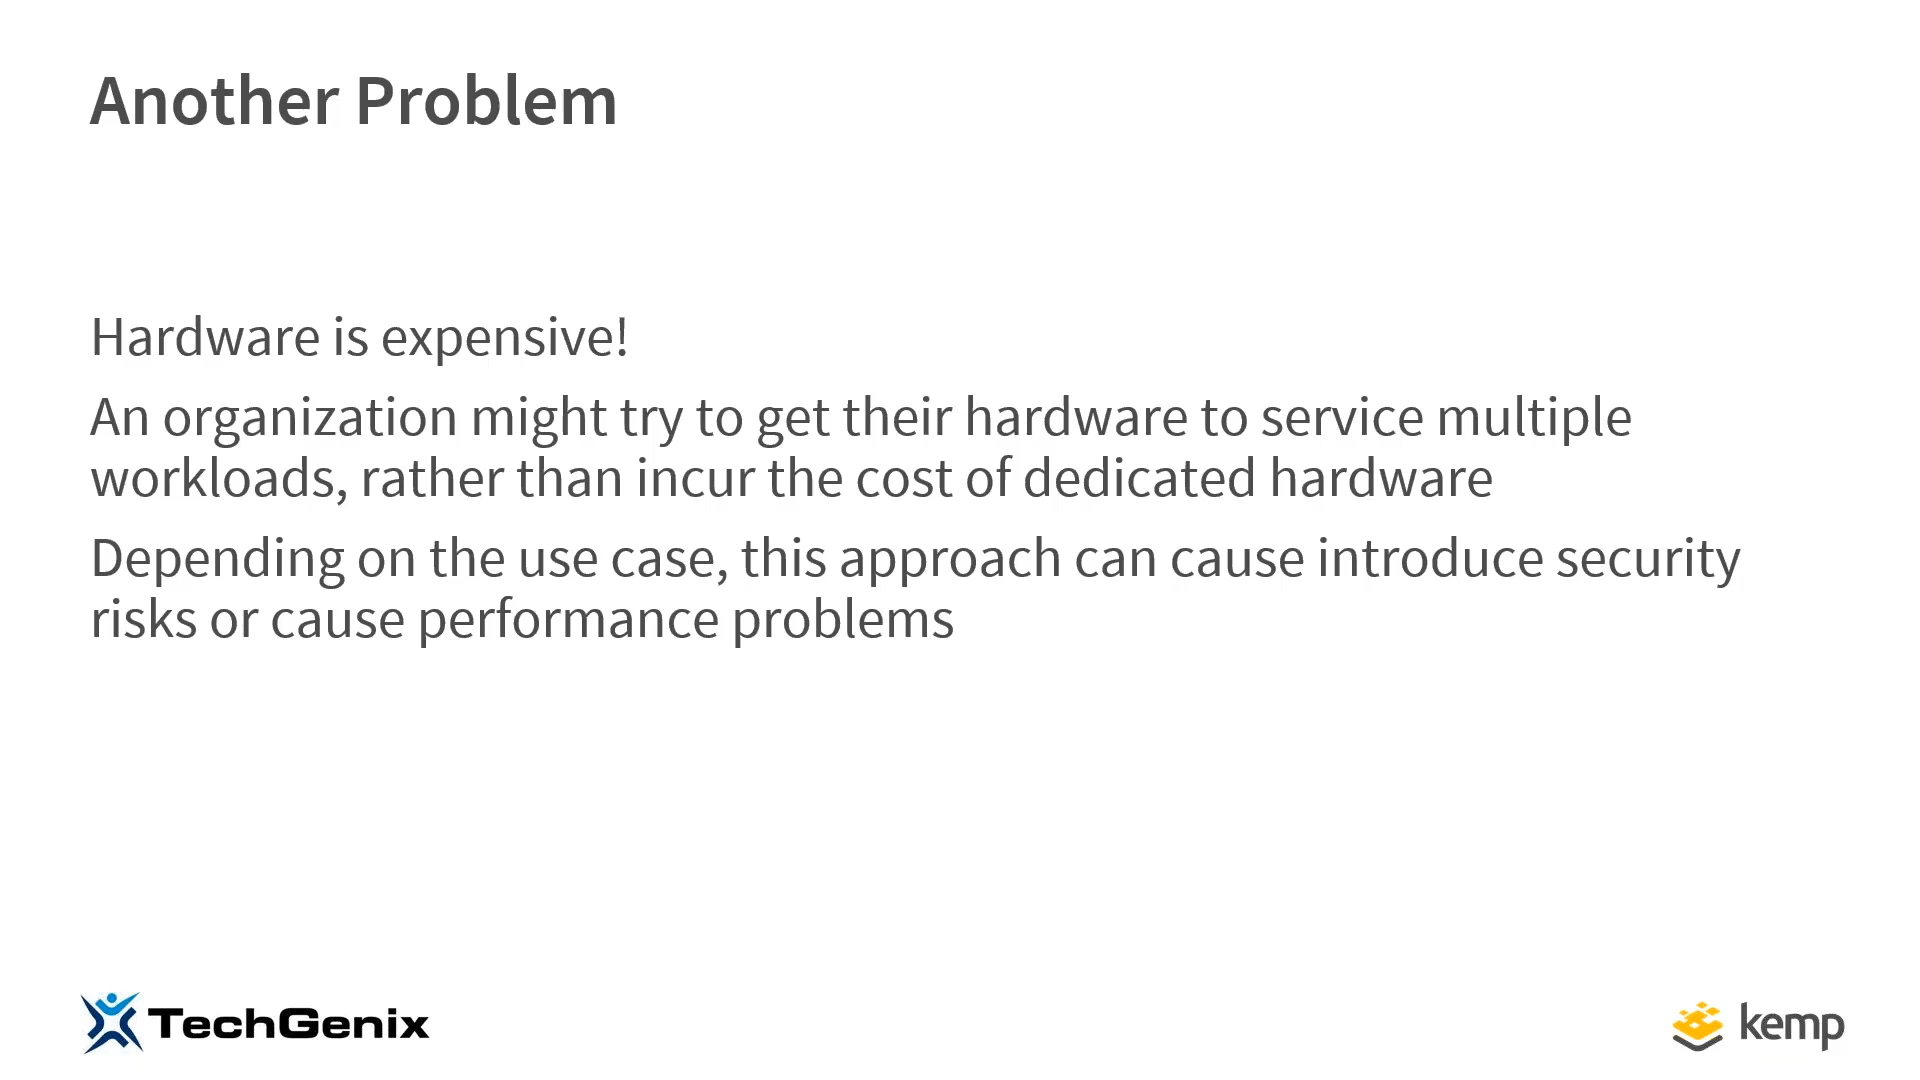 Another Problem
Hardware is expensive!
An organization might try to get their hardware to service multiple
workloads, rather than incur the cost of dedicated hardware
Depending on the use case, this approach can cause introduce security
risks or cause performance problems
TechGenix
kemp